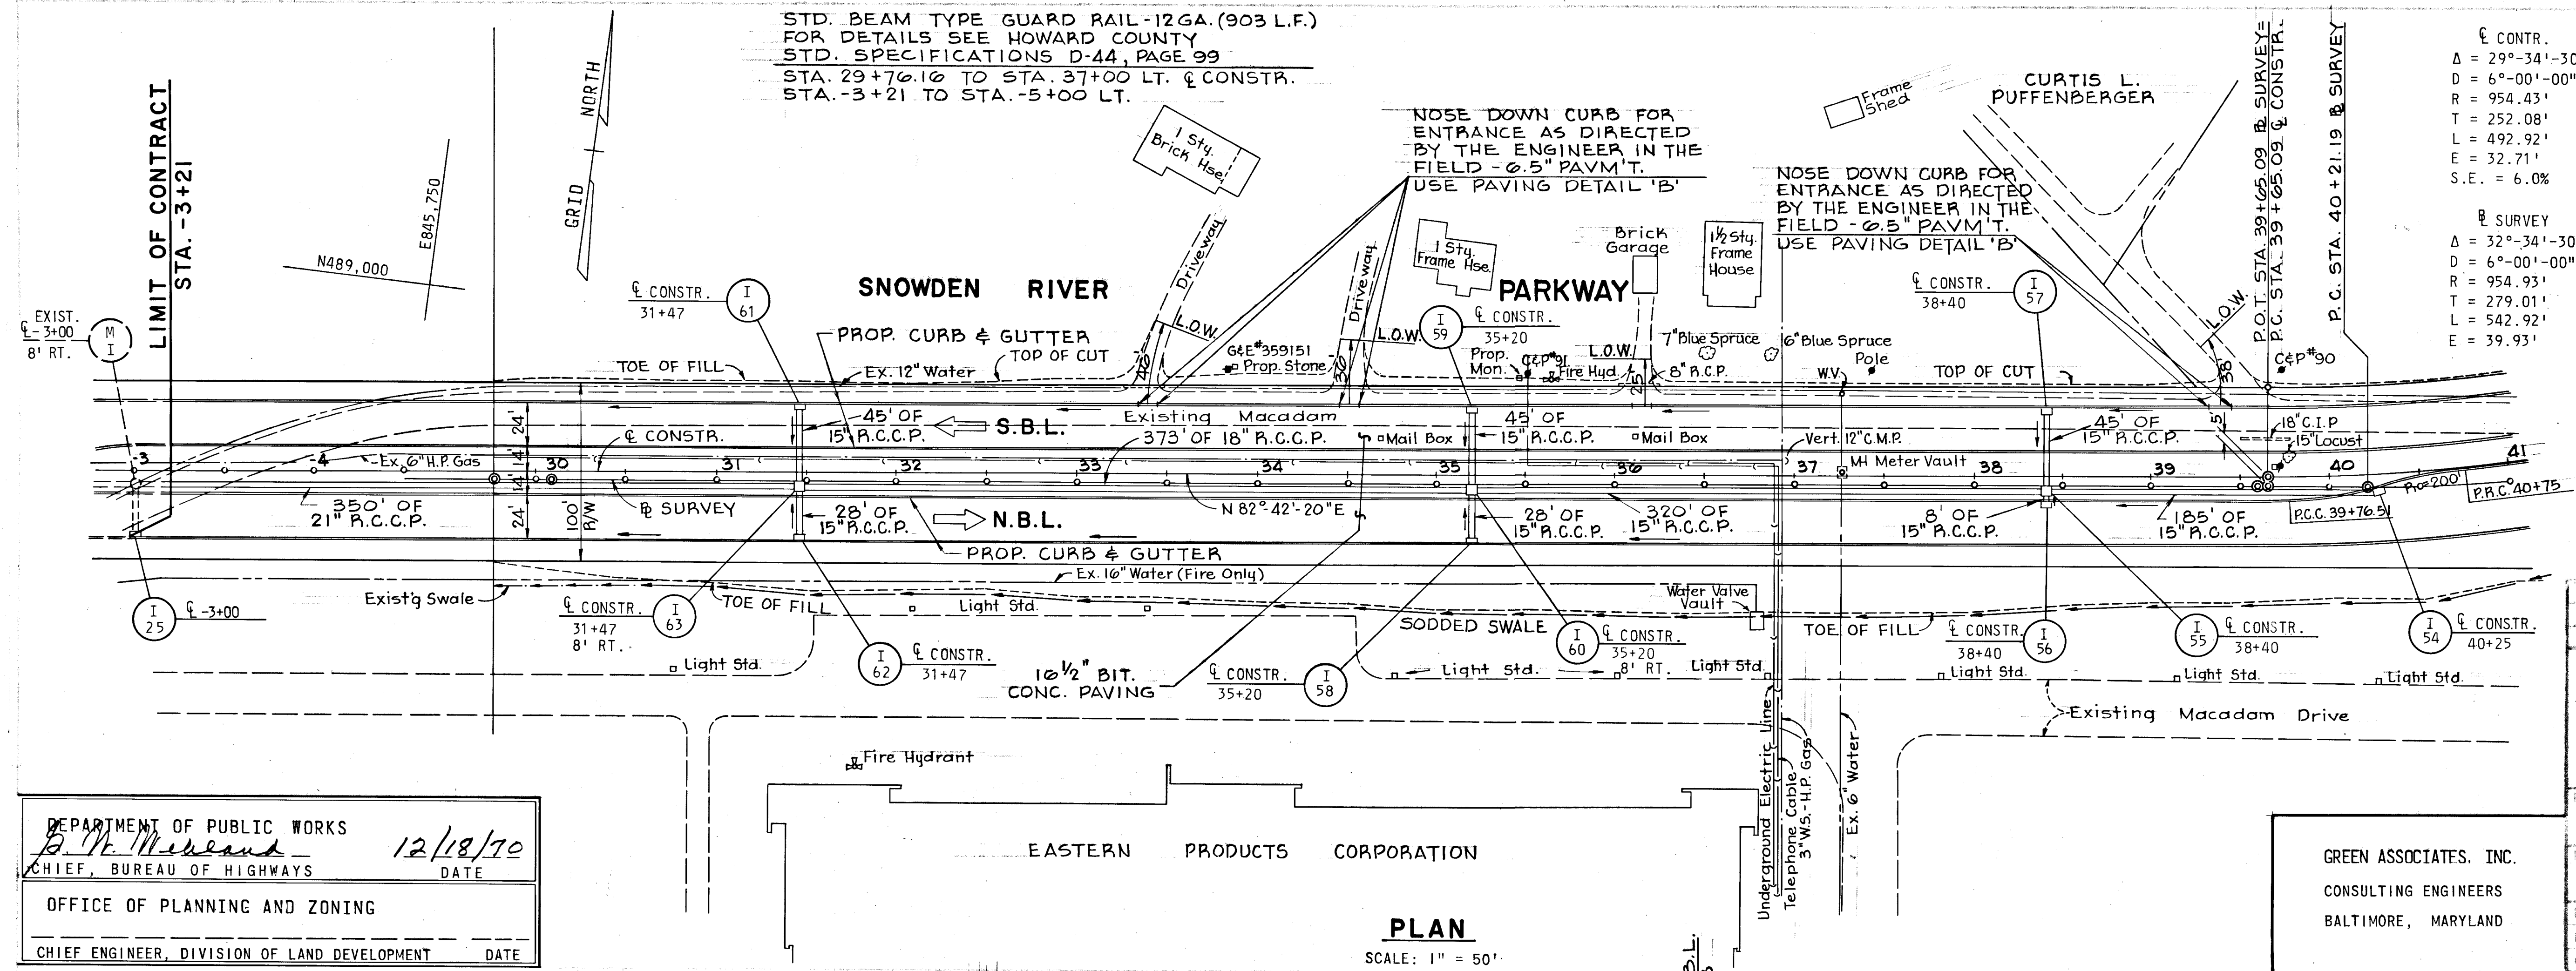 STD. BEAM TYPE GUARD RAIL-12GA. (903 L.F.)
FOR DETAILS SEE HOWARD COUNTY
STD. SPECIFICATIONS D-44, PAGE 99
STA. 29+76.16 TO STA. 37+00 LT. ℄ CONSTR.
STA.-3+21 TO STA.-5+00 LT.
LIMIT OF CONTRACT
STA. -3+21
N489,000
E845,750
GRID NORTH
1 Sty.
Brick Hse.
NOSE DOWN CURB FOR
ENTRANCE AS DIRECTED
BY THE ENGINEER IN THE
FIELD - 6.5" PAVM'T.
USE PAVING DETAIL 'B'
Frame
Shed
CURTIS L.
PUFFENBERGER
NOSE DOWN CURB FOR
ENTRANCE AS DIRECTED
BY THE ENGINEER IN THE
FIELD - 6.5" PAVM'T.
USE PAVING DETAIL 'B'
P.O.T. STA. 39+65.09 ⅊ SURVEY=
P.C. STA. 39+65.09 ℄ CONSTR.
P.C. STA. 40+21.19 ⅊ SURVEY
℄ CONTR.
Δ = 29°-34'-30
D = 6°-00'-00"
R = 954.43'
T = 252.08'
L = 492.92'
E = 32.71'
S.E. = 6.0%
⅊ SURVEY
Δ = 32°-34'-30
D = 6°-00'-00"
R = 954.93'
T = 279.01'
L = 542.92'
E = 39.93'
EXIST.
℄-3+00
8' RT.
M
I
℄ CONSTR.
31+47
I
61
SNOWDEN RIVER PARKWAY
Driveway
Driveway
1 Sty.
Frame Hse.
Brick
Garage
1½ Sty.
Frame
House
℄ CONSTR.
38+40
I
57
I
59
℄ CONSTR.
35+20
PROP. CURB & GUTTER
TOE OF FILL
Ex. 12" Water
TOP OF CUT
L.O.W.
G&E#359151
Prop. Stone
L.O.W.
Prop.
Mon.
C&P#91
Fire Hyd.
L.O.W.
25'
8" R.C.P.
7" Blue Spruce
6" Blue Spruce
Pole
W.V.
TOP OF CUT
L.O.W.
38'
C&P#90
24'
14'
14'
24'
100'
R/W
℄ CONSTR.
45' OF
15" R.C.C.P.
S.B.L.
Existing Macadam
373' OF 18" R.C.C.P.
Mail Box
45' OF
15" R.C.C.P.
Mail Box
Vert. 12" C.M.P.
MH Meter Vault
45' OF
15" R.C.C.P.
18" C.I.P
15" Locust
-3 -4 30 31 32 33 34 35 36 37 38 39 40 41
Ex. 6" H.P. Gas
350' OF
21" R.C.C.P.
⅊ SURVEY
28' OF
15" R.C.C.P.
N.B.L.
N 82°-42'-20"E
28' OF
15" R.C.C.P.
320' OF
15" R.C.C.P.
8' OF
15" R.C.C.P.
185' OF
15" R.C.C.P.
P.C.C. 39+76.51
P.R.C. 40+75
PROP. CURB & GUTTER
Ex. 16" Water (Fire Only)
Exist'g Swale
TOE OF FILL
Light Std.
Water Valve
Vault
SODDED SWALE
TOE OF FILL
I
25
℄ -3+00
℄ CONSTR.
31+47
8' RT.
I
63
I
62
℄ CONSTR.
31+47
℄ CONSTR.
35+20
I
58
I
60
℄ CONSTR.
35+20
8' RT.
℄ CONSTR.
38+40
I
56
I
55
℄ CONSTR.
38+40
I
54
℄ CONSTR.
40+25
Light Std.
16½" BIT.
CONC. PAVING
Light Std.
Light Std.
Light Std.
Light Std.
Light Std.
Existing Macadam Drive
Fire Hydrant
Underground Electric Line
Telephone Cable
3" W.S.-H.P. Gas
Ex. 6" Water
EASTERN PRODUCTS CORPORATION
PLAN
SCALE: 1" = 50'
B.L.
DEPARTMENT OF PUBLIC WORKS
12/18/70
CHIEF, BUREAU OF HIGHWAYS DATE
OFFICE OF PLANNING AND ZONING
CHIEF ENGINEER, DIVISION OF LAND DEVELOPMENT DATE
GREEN ASSOCIATES, INC.
CONSULTING ENGINEERS
BALTIMORE, MARYLAND